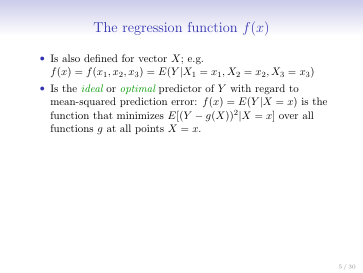 The regression function f(x)
• Is also defined for vector X; e.g.
f(x) = f(x₁, x₂, x₃) = E(Y|X₁ = x₁, X₂ = x₂, X₃ = x₃)
• Is the ideal or optimal predictor of Y with regard to
mean-squared prediction error: f(x) = E(Y|X = x) is the
function that minimizes E[(Y − g(X))²|X = x] over all
functions g at all points X = x.
5 / 30